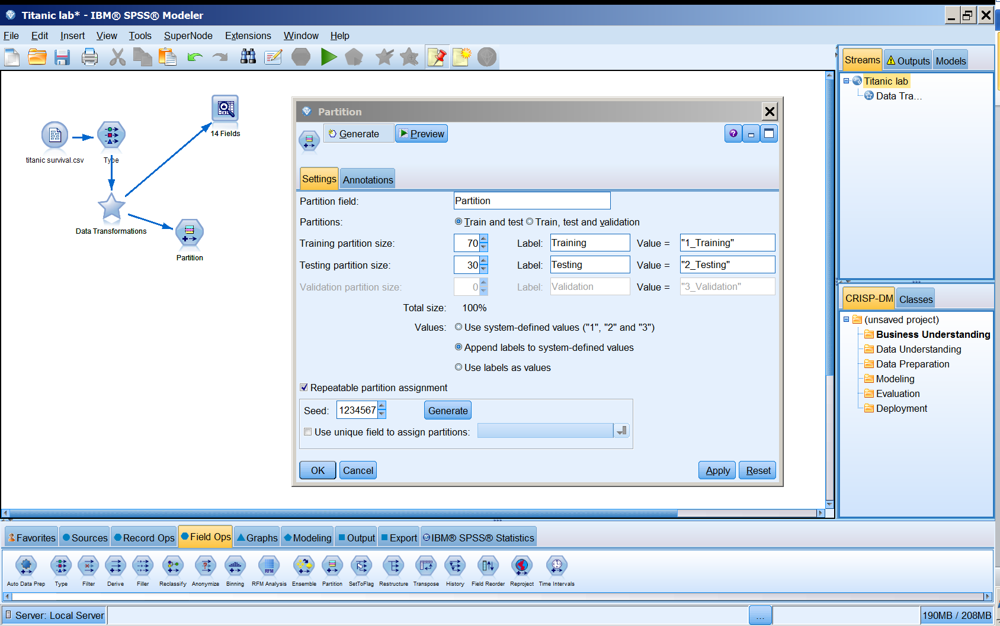 Titanic lab* - IBM® SPSS® Modeler
File Edit Insert View Tools SuperNode Extensions Window Help
Streams Outputs Models
Titanic lab
Data Tra...
14 Fields
titanic survival.csv
Type
Data Transformations
Partition
Partition
Generate Preview
Settings Annotations
Partition field: Partition
Partitions: Train and test Train, test and validation
Training partition size: 70 Label: Training Value = "1_Training"
Testing partition size: 30 Label: Testing Value = "2_Testing"
Validation partition size: 0 Label: Validation Value = "3_Validation"
Total size: 100%
Values: Use system-defined values ("1", "2" and "3")
Append labels to system-defined values
Use labels as values
Repeatable partition assignment
Seed: 1234567 Generate
Use unique field to assign partitions:
OK Cancel Apply Reset
CRISP-DM Classes
(unsaved project)
Business Understanding
Data Understanding
Data Preparation
Modeling
Evaluation
Deployment
Favorites Sources Record Ops Field Ops Graphs Modeling Output Export IBM® SPSS® Statistics
RFM
Auto Data Prep Type Filter Derive Filler Reclassify Anonymize Binning RFM Analysis Ensemble Partition SetToFlag Restructure Transpose History Field Reorder Reproject Time Intervals
Server: Local Server ... 190MB / 208MB